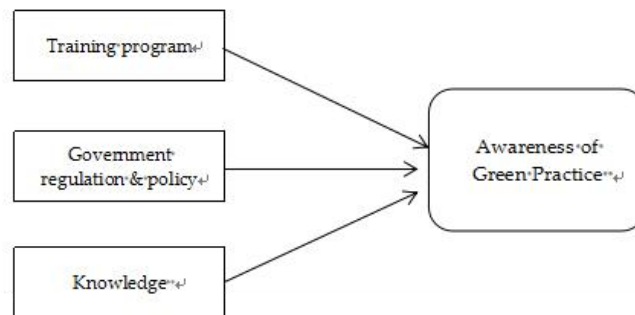 Training program
Government
regulation & policy
Knowledge
Awareness of
Green Practice